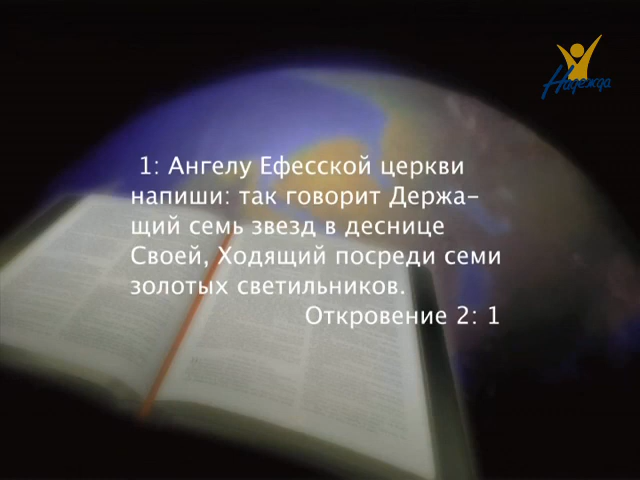 Надежда
1: Ангелу Ефесской церкви
напиши: так говорит Держа-
щий семь звезд в деснице
Своей, Ходящий посреди семи
золотых светильников.
Откровение 2: 1